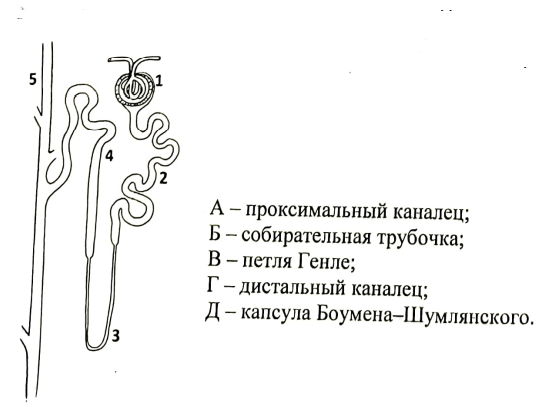 1
5
4
2
3
А – проксимальный каналец;
Б – собирательная трубочка;
В – петля Генле;
Г – дистальный каналец;
Д – капсула Боумена–Шумлянского.